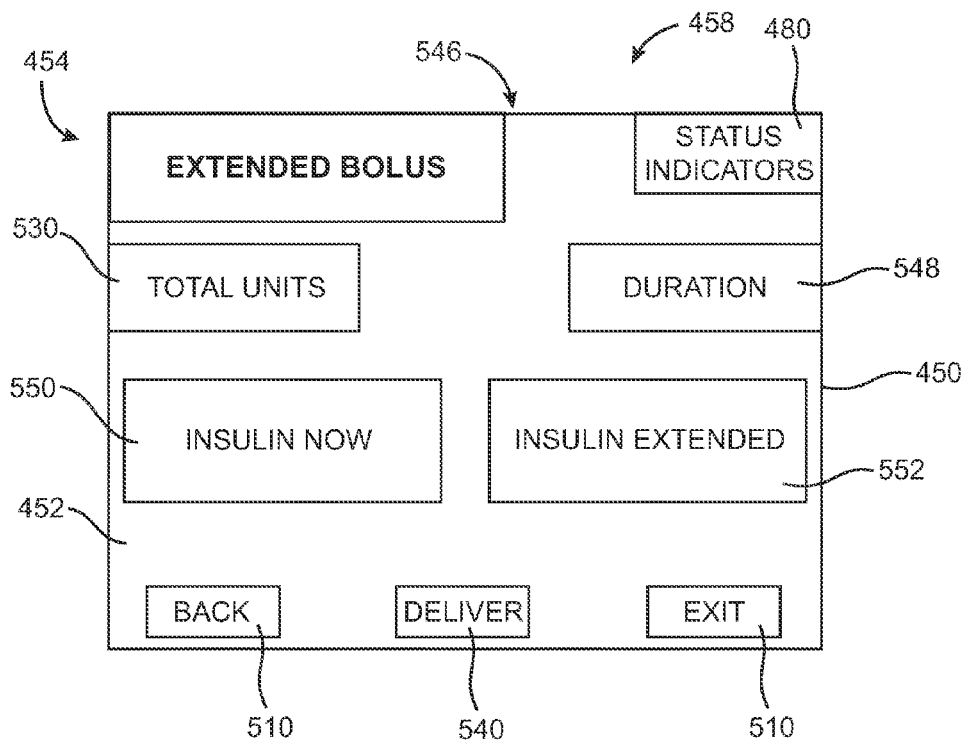 458
480
546
454
EXTENDED BOLUS
STATUS
INDICATORS
530
TOTAL UNITS
DURATION
548
450
550
INSULIN NOW
INSULIN EXTENDED
552
452
BACK
DELIVER
EXIT
510
540
510